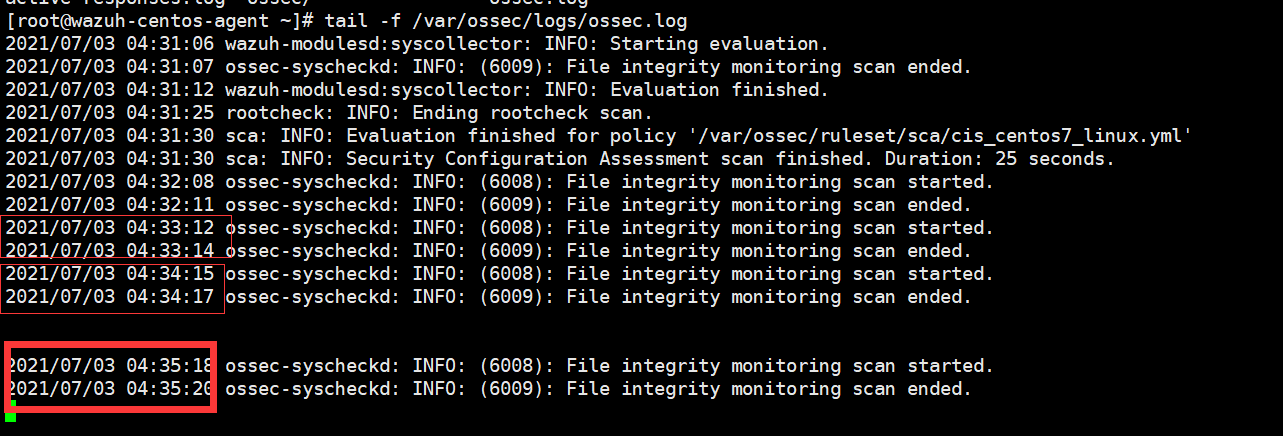 [root@wazuh-centos-agent ~]# tail -f /var/ossec/logs/ossec.log
2021/07/03 04:31:06 wazuh-modulesd:syscollector: INFO: Starting evaluation.
2021/07/03 04:31:07 ossec-syscheckd: INFO: (6009): File integrity monitoring scan ended.
2021/07/03 04:31:12 wazuh-modulesd:syscollector: INFO: Evaluation finished.
2021/07/03 04:31:25 rootcheck: INFO: Ending rootcheck scan.
2021/07/03 04:31:30 sca: INFO: Evaluation finished for policy '/var/ossec/ruleset/sca/cis_centos7_linux.yml'
2021/07/03 04:31:30 sca: INFO: Security Configuration Assessment scan finished. Duration: 25 seconds.
2021/07/03 04:32:08 ossec-syscheckd: INFO: (6008): File integrity monitoring scan started.
2021/07/03 04:32:11 ossec-syscheckd: INFO: (6009): File integrity monitoring scan ended.
2021/07/03 04:33:12 ossec-syscheckd: INFO: (6008): File integrity monitoring scan started.
2021/07/03 04:33:14 ossec-syscheckd: INFO: (6009): File integrity monitoring scan ended.
2021/07/03 04:34:15 ossec-syscheckd: INFO: (6008): File integrity monitoring scan started.
2021/07/03 04:34:17 ossec-syscheckd: INFO: (6009): File integrity monitoring scan ended.
2021/07/03 04:35:18 ossec-syscheckd: INFO: (6008): File integrity monitoring scan started.
2021/07/03 04:35:20 ossec-syscheckd: INFO: (6009): File integrity monitoring scan ended.